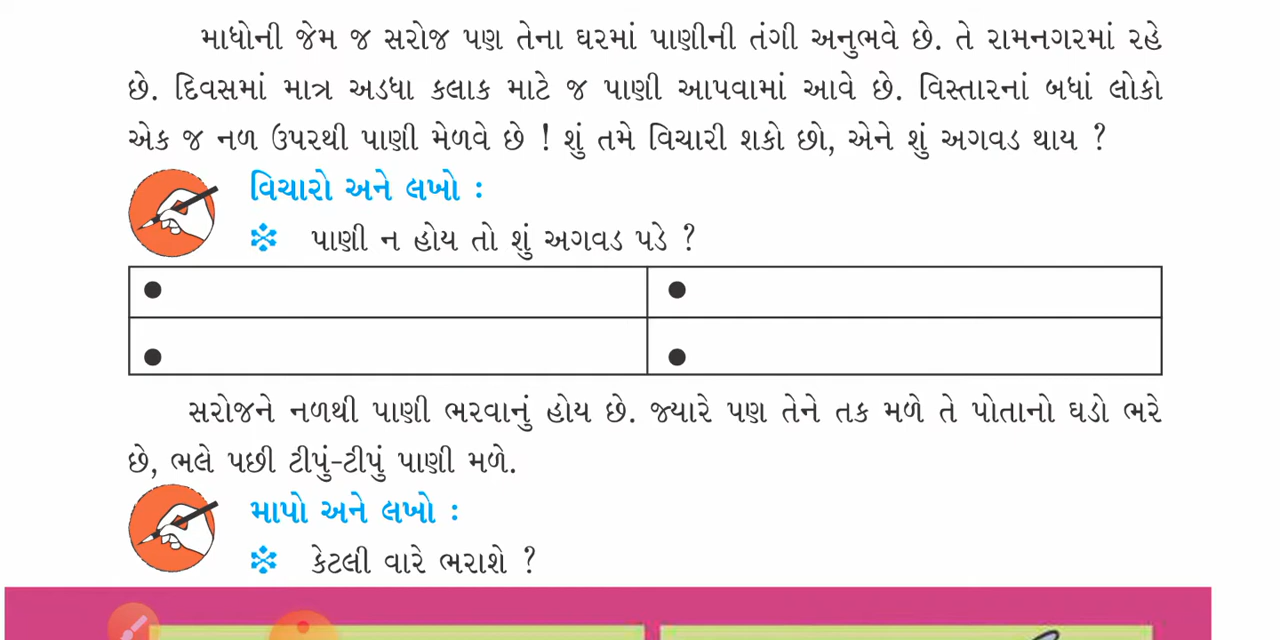 માધોની જેમ જ સરોજ પણ તેના ઘરમાં પાણીની તંગી અનુભવે છે. તે રામનગરમાં રહે
છે. દિવસમાં માત્ર અડધા કલાક માટે જ પાણી આપવામાં આવે છે. વિસ્તારનાં બધાં લોકો
એક જ નળ ઉપરથી પાણી મેળવે છે ! શું તમે વિચારી શકો છો, એને શું અગવડ થાય ?
વિચારો અને લખો :
પાણી ન હોય તો શું અગવડ પડે ?
સરોજને નળથી પાણી ભરવાનું હોય છે. જ્યારે પણ તેને તક મળે તે પોતાનો ઘડો ભરે
છે, ભલે પછી ટીપું-ટીપું પાણી મળે.
માપો અને લખો :
કેટલી વારે ભરાશે ?